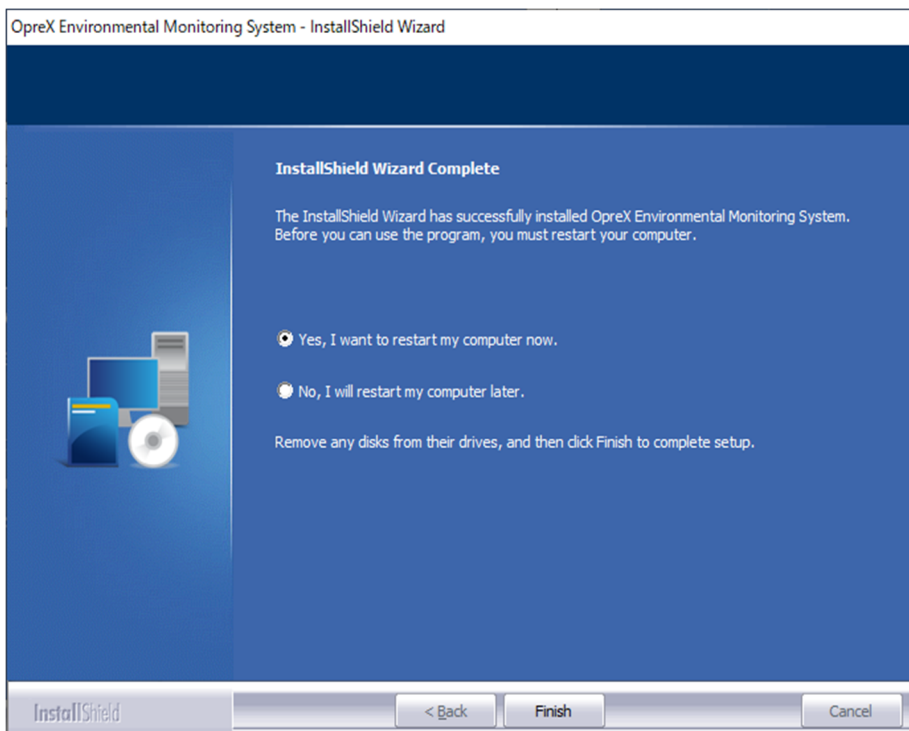 OpreX Environmental Monitoring System - InstallShield Wizard
InstallShield Wizard Complete
The InstallShield Wizard has successfully installed OpreX Environmental Monitoring System.
Before you can use the program, you must restart your computer.
Yes, I want to restart my computer now.
No, I will restart my computer later.
Remove any disks from their drives, and then click Finish to complete setup.
InstallShield
< Back
Finish
Cancel